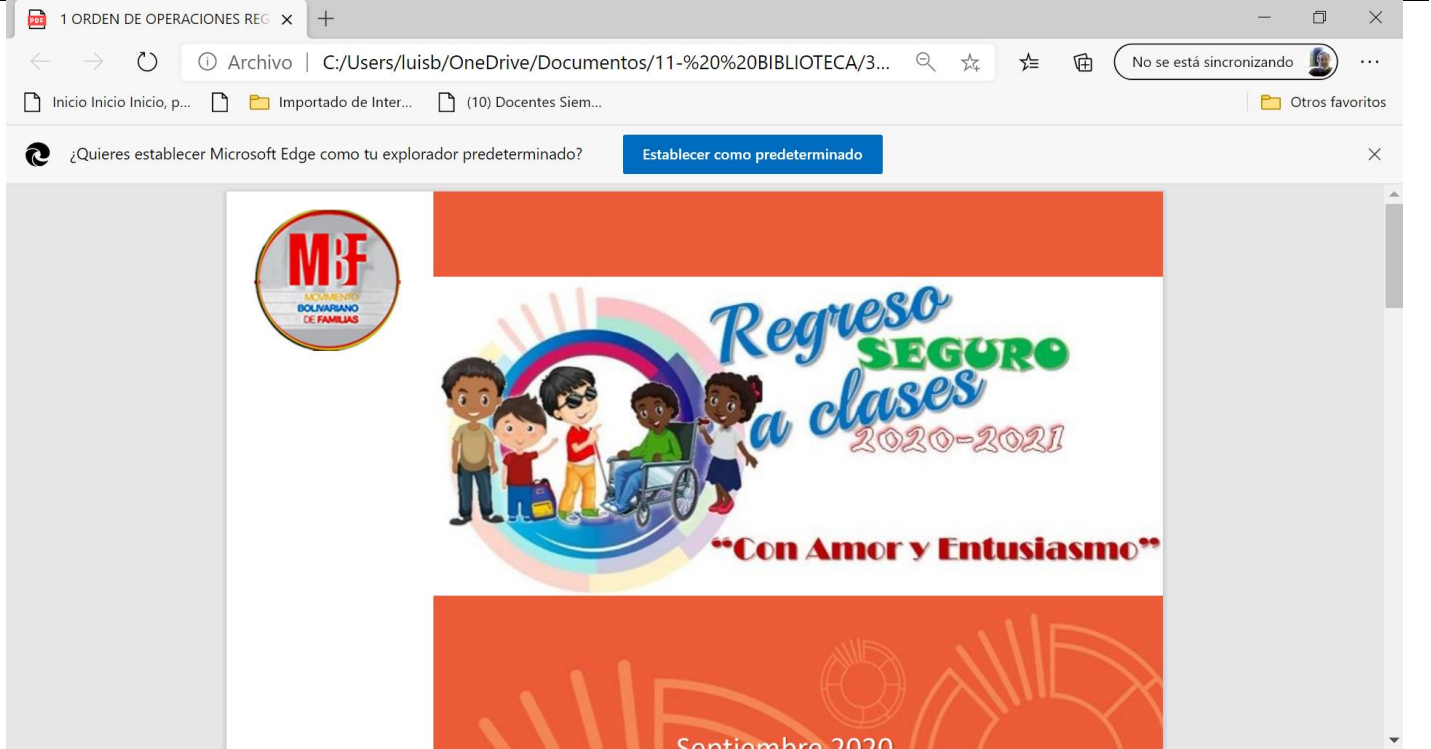 1 ORDEN DE OPERACIONES REG
Archivo | C:/Users/luisb/OneDrive/Documentos/11-%20%20BIBLIOTECA/3...
No se está sincronizando
Inicio Inicio Inicio, p...
Importado de Inter...
(10) Docentes Siem...
Otros favoritos
¿Quieres establecer Microsoft Edge como tu explorador predeterminado?
Establecer como predeterminado
MBF
MOVIMIENTO
BOLIVARIANO
DE FAMILIAS
Regreso
SEGURO
a clases
2020-2021
“Con Amor y Entusiasmo”
Septiembre 2020